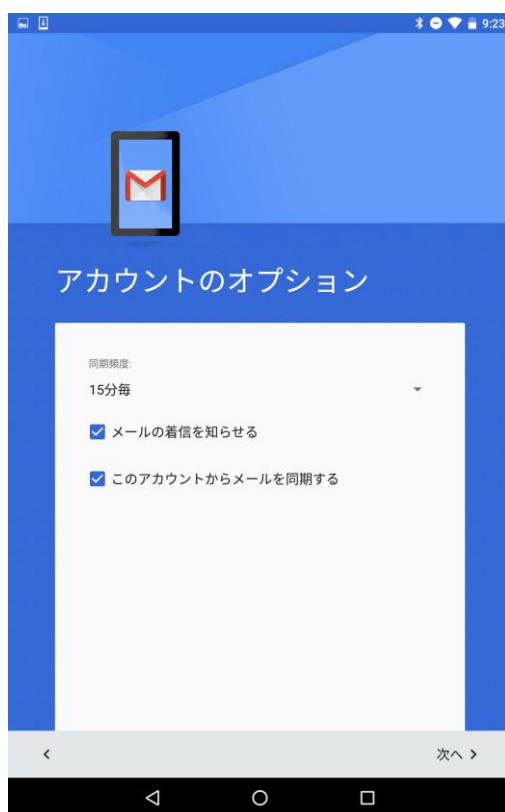 9:23
アカウントのオプション
同期頻度:
15分毎
メールの着信を知らせる
このアカウントからメールを同期する
次へ